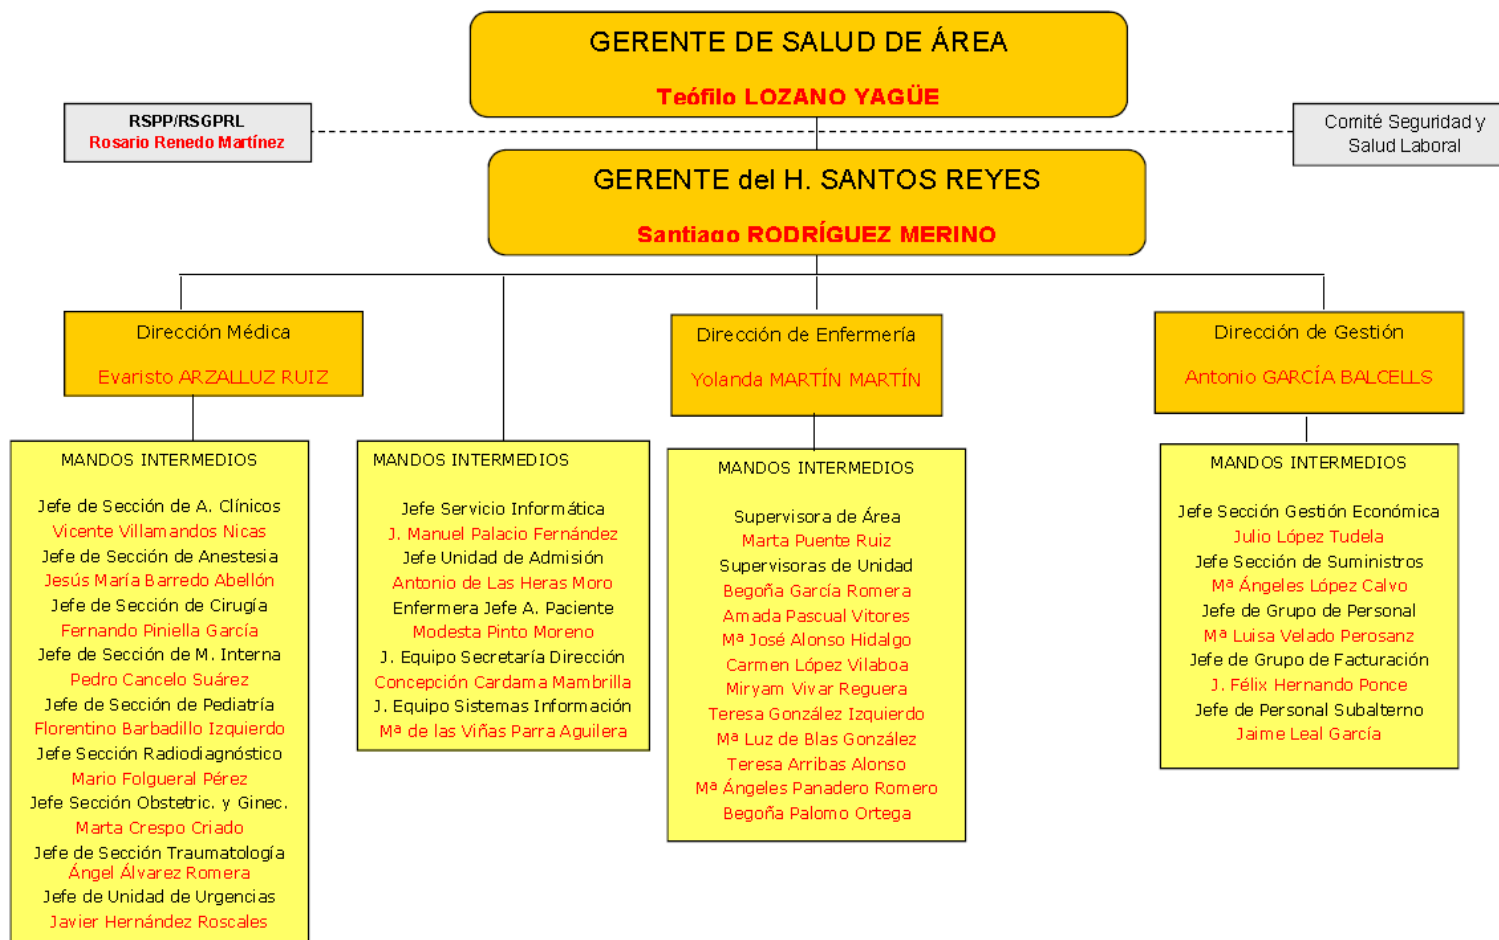 GERENTE DE SALUD DE ÁREA
Teófilo LOZANO YAGÜE
RSPP/RSGPRL
Rosario Renedo Martínez
Comité Seguridad y
Salud Laboral
GERENTE del H. SANTOS REYES
Santiago RODRÍGUEZ MERINO
Dirección Médica
Evaristo ARZALLUZ RUIZ
Dirección de Enfermería
Yolanda MARTÍN MARTÍN
Dirección de Gestión
Antonio GARCÍA BALCELLS
MANDOS INTERMEDIOS
Jefe de Sección de A. Clínicos
Vicente Villamandos Nicas
Jefe de Sección de Anestesia
Jesús María Barredo Abellón
Jefe de Sección de Cirugía
Fernando Piniella García
Jefe de Sección de M. Interna
Pedro Cancelo Suárez
Jefe de Sección de Pediatría
Florentino Barbadillo Izquierdo
Jefe Sección Radiodiagnóstico
Mario Folgueral Pérez
Jefe Sección Obstetric. y Ginec.
Marta Crespo Criado
Jefe de Sección Traumatología
Ángel Álvarez Romera
Jefe de Unidad de Urgencias
Javier Hernández Roscales
MANDOS INTERMEDIOS
Jefe Servicio Informática
J. Manuel Palacio Fernández
Jefe Unidad de Admisión
Antonio de Las Heras Moro
Enfermera Jefe A. Paciente
Modesta Pinto Moreno
J. Equipo Secretaría Dirección
Concepción Cardama Mambrilla
J. Equipo Sistemas Información
Mª de las Viñas Parra Aguilera
MANDOS INTERMEDIOS
Supervisora de Área
Marta Puente Ruiz
Supervisoras de Unidad
Begoña García Romera
Amada Pascual Vitores
Mª José Alonso Hidalgo
Carmen López Vilaboa
Miryam Vivar Reguera
Teresa González Izquierdo
Mª Luz de Blas González
Teresa Arribas Alonso
Mª Ángeles Panadero Romero
Begoña Palomo Ortega
MANDOS INTERMEDIOS
Jefe Sección Gestión Económica
Julio López Tudela
Jefe Sección de Suministros
Mª Ángeles López Calvo
Jefe de Grupo de Personal
Mª Luisa Velado Perosanz
Jefe de Grupo de Facturación
J. Félix Hernando Ponce
Jefe de Personal Subalterno
Jaime Leal García